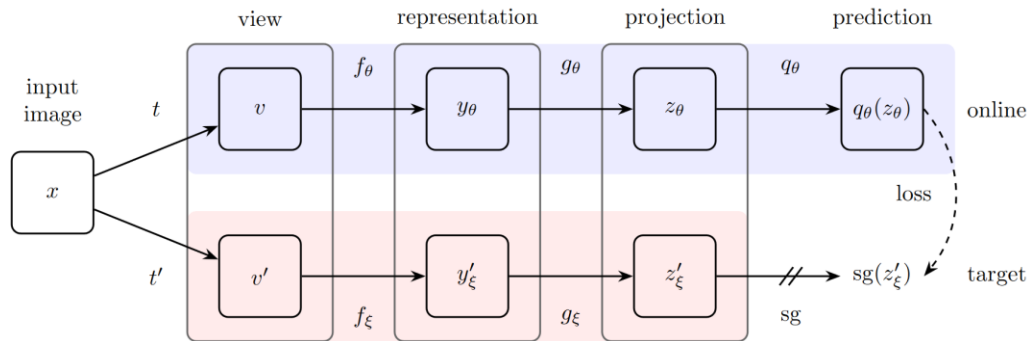 view
representation
projection
prediction
input
image
x
t
v
f_θ
y_θ
g_θ
z_θ
q_θ
q_θ(z_θ)
online
loss
t′
v′
f_ξ
y′_ξ
g_ξ
z′_ξ
sg
sg(z′_ξ)
target